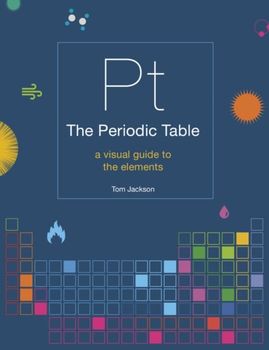 Pt
The Periodic Table
a visual guide to
the elements
Tom Jackson